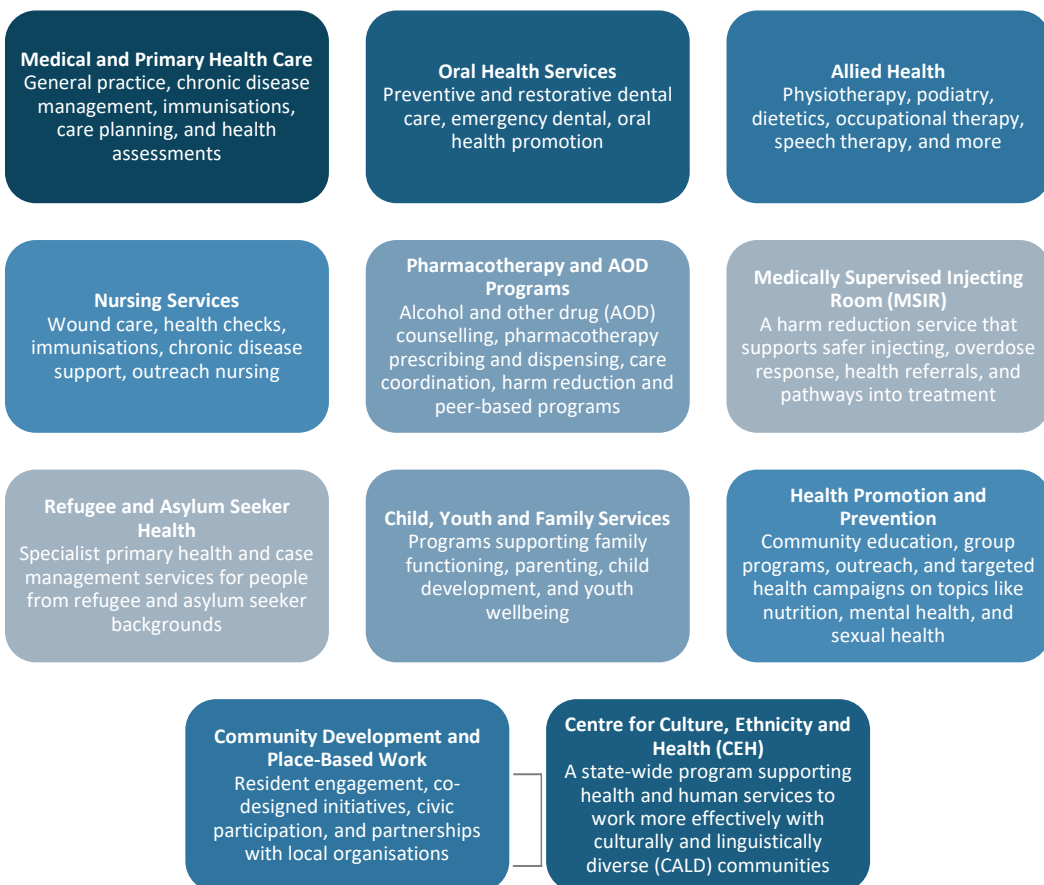 Medical and Primary Health Care
General practice, chronic disease
management, immunisations,
care planning, and health
assessments
Oral Health Services
Preventive and restorative dental
care, emergency dental, oral
health promotion
Allied Health
Physiotherapy, podiatry,
dietetics, occupational therapy,
speech therapy, and more
Nursing Services
Wound care, health checks,
immunisations, chronic disease
support, outreach nursing
Pharmacotherapy and AOD
Programs
Alcohol and other drug (AOD)
counselling, pharmacotherapy
prescribing and dispensing, care
coordination, harm reduction and
peer-based programs
Medically Supervised Injecting
Room (MSIR)
A harm reduction service that
supports safer injecting, overdose
response, health referrals, and
pathways into treatment
Refugee and Asylum Seeker
Health
Specialist primary health and case
management services for people
from refugee and asylum seeker
backgrounds
Child, Youth and Family Services
Programs supporting family
functioning, parenting, child
development, and youth
wellbeing
Health Promotion and
Prevention
Community education, group
programs, outreach, and targeted
health campaigns on topics like
nutrition, mental health, and
sexual health
Community Development and
Place-Based Work
Resident engagement, co-
designed initiatives, civic
participation, and partnerships
with local organisations
Centre for Culture, Ethnicity and
Health (CEH)
A state-wide program supporting
health and human services to
work more effectively with
culturally and linguistically
diverse (CALD) communities